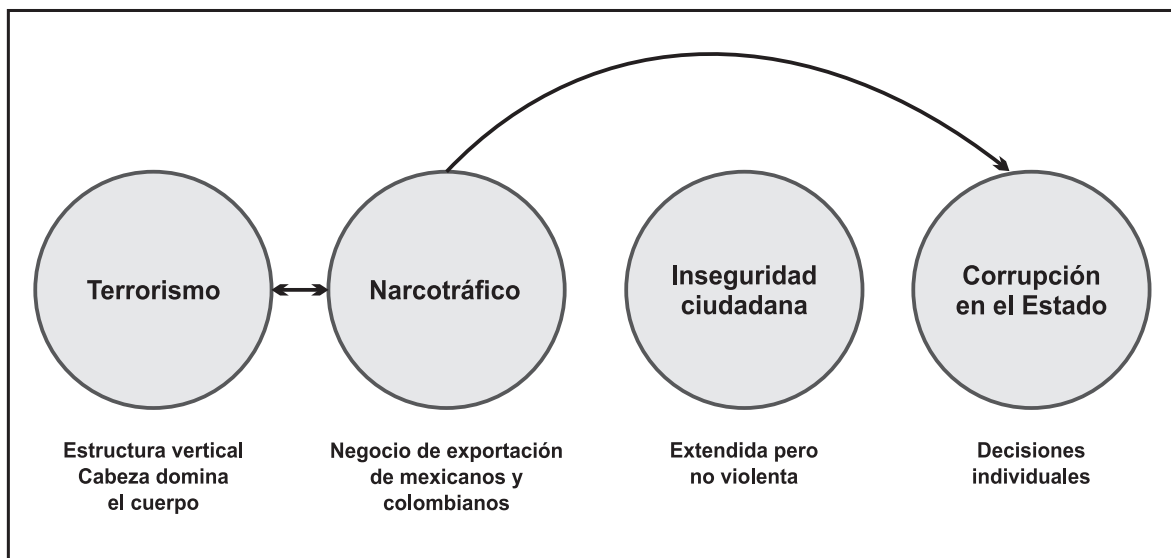 Terrorismo
Narcotráfico
Inseguridad
ciudadana
Corrupción
en el Estado
Estructura vertical
Cabeza domina
el cuerpo
Negocio de exportación
de mexicanos y
colombianos
Extendida pero
no violenta
Decisiones
individuales